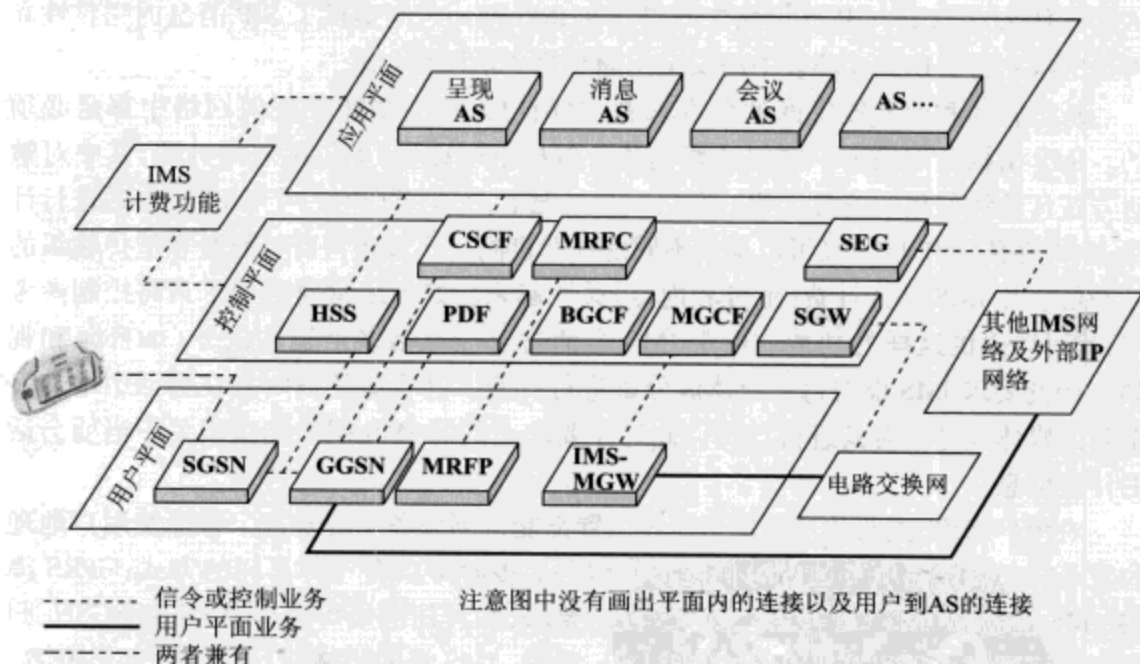 应用平面
呈现
AS
消息
AS
会议
AS
AS …
IMS
计费功能
控制平面
CSCF
MRFC
SEG
HSS
PDF
BGCF
MGCF
SGW
其他IMS网
络及外部IP
网络
用户平面
SGSN
GGSN
MRFP
IMS-
MGW
电路交换网
信令或控制业务
用户平面业务
两者兼有
注意图中没有画出平面内的连接以及用户到AS的连接